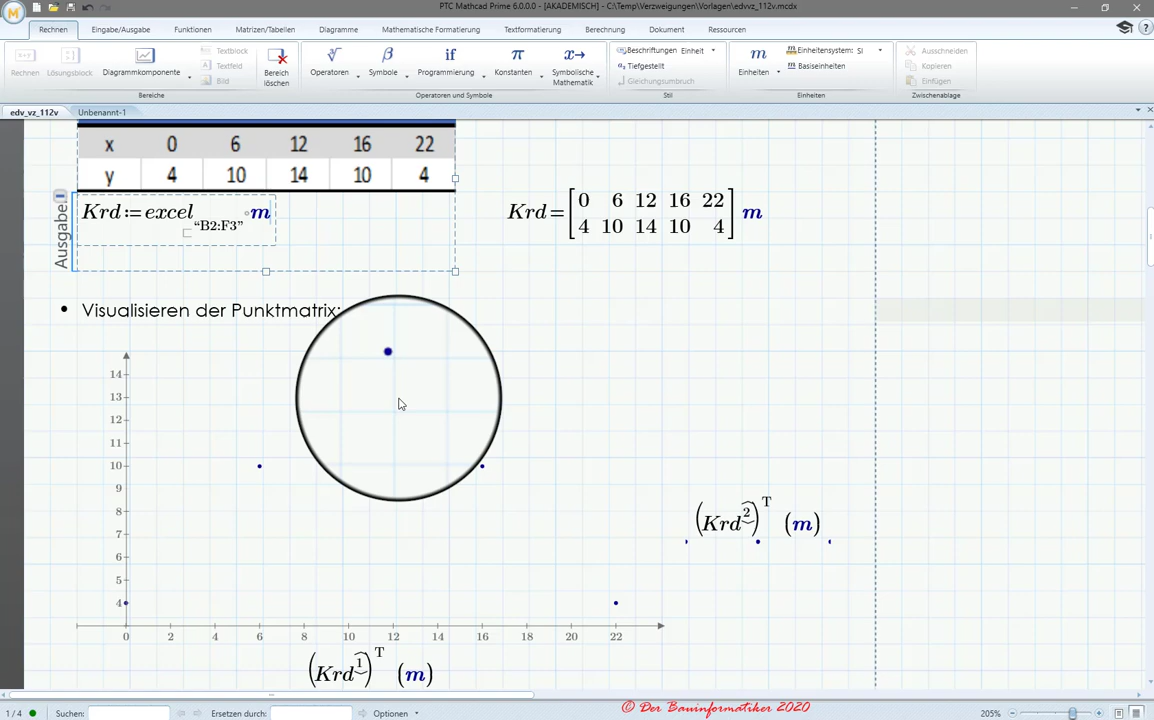 PTC Mathcad Prime 6.0.0.0 - [AKADEMISCH] - C:\Temp\Verzweigungen\Vorlagen\edvvz_112v.mcdx
Rechnen Eingabe/Ausgabe Funktionen Matrizen/Tabellen Diagramme Mathematische Formatierung Textformatierung Berechnung Dokument Ressourcen
Rechnen Lösungsblock Diagrammkomponente Textblock Textfeld Bild Bereich löschen
Operatoren Symbole Programmierung Konstanten Symbolische Mathematik
Beschriftungen Einheit Tiefgestellt Gleichungsumbruch
Einheiten Einheitensystem: SI Basiseinheiten
Ausschneiden Kopieren Einfügen
Bereiche Operatoren und Symbole Stil Einheiten Zwischenablage
edv_vz_112v Unbenannt-1
x 0 6 12 16 22
y 4 10 14 10 4
Ausgabe
Krd := excel "B2:F3" m
Krd = [0 6 12 16 22
4 10 14 10 4] m
• Visualisieren der Punktmatrix:
14
13
12
11
10
9
8
7
6
5
4
(Krd^2)^T (m)
0 2 4 6 8 10 12 14 16 18 20 22
(Krd^1)^T (m)
1 / 4 Suchen: Ersetzen durch: Optionen © Der Bauinformatiker 2020 205%